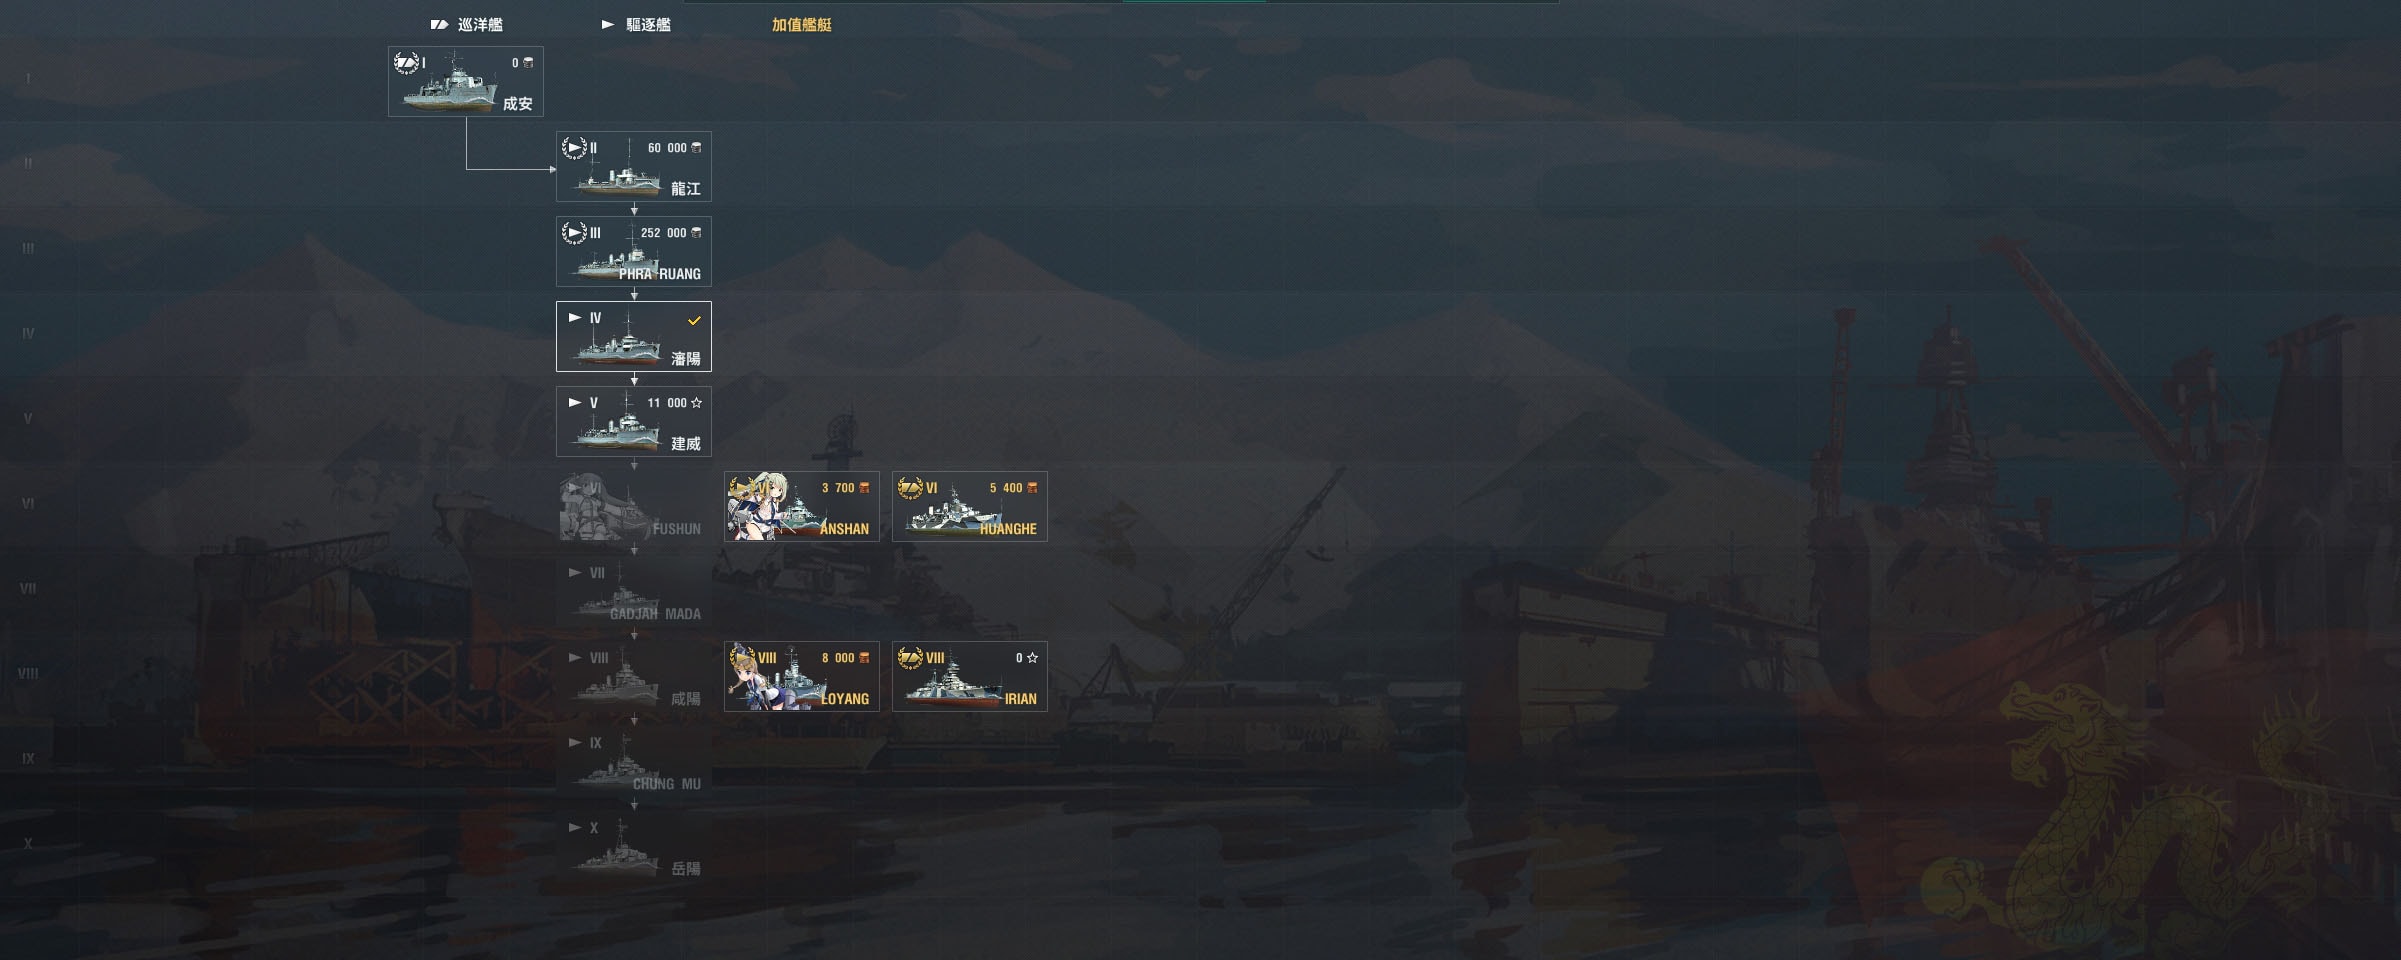 巡洋艦 驅逐艦 加值艦艇
I
I 0
成安
II
II 60 000
龍江
III
III 252 000
PHRA RUANG
IV
IV
瀋陽
V
V 11 000
建威
VI
VI VI 3 700 VI 5 400
FUSHUN ANSHAN HUANGHE
VII
VII
GADJAH MADA
VIII
VIII VIII 8 000 VIII 0
咸陽 LOYANG IRIAN
IX
IX
CHUNG MU
X
X
岳陽